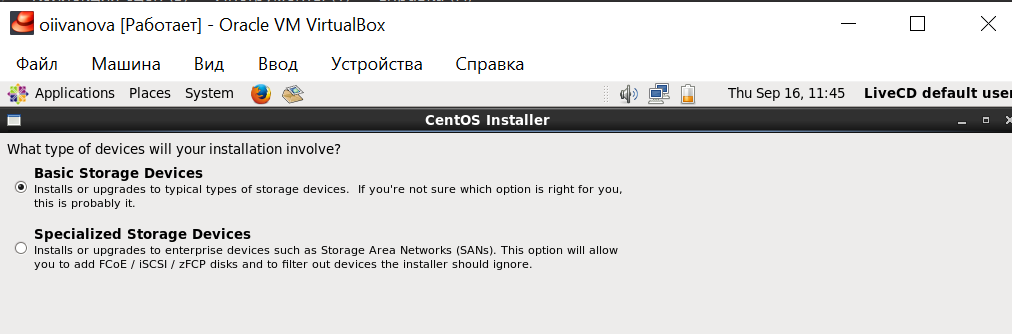 oiivanova [Работает] - Oracle VM VirtualBox
Файл Машина Вид Ввод Устройства Справка
Applications Places System Thu Sep 16, 11:45 LiveCD default user
CentOS Installer
What type of devices will your installation involve?
Basic Storage Devices
Installs or upgrades to typical types of storage devices. If you're not sure which option is right for you,
this is probably it.
Specialized Storage Devices
Installs or upgrades to enterprise devices such as Storage Area Networks (SANs). This option will allow
you to add FCoE / iSCSI / zFCP disks and to filter out devices the installer should ignore.